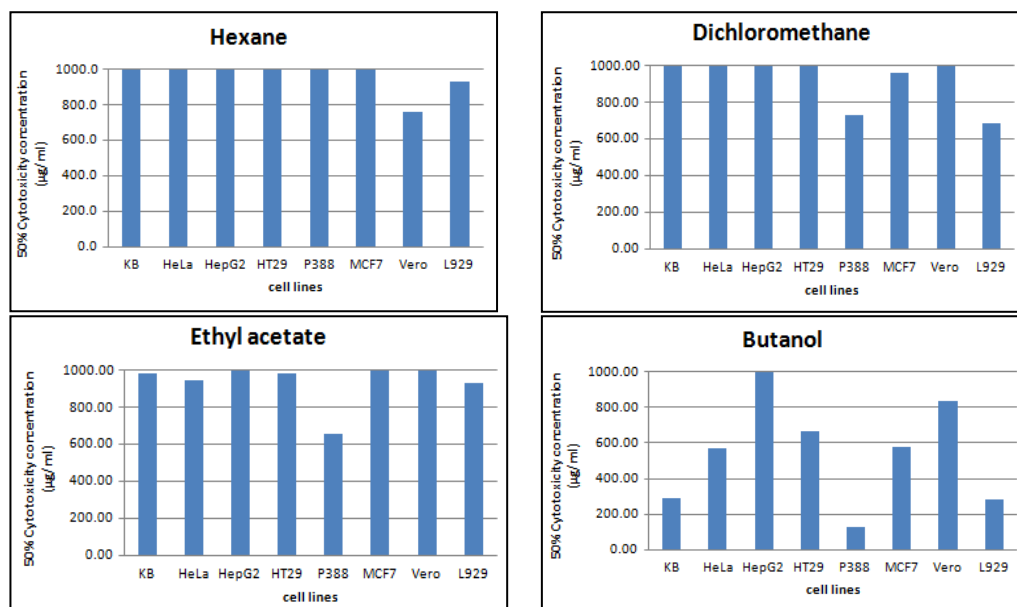 Hexane
50% Cytotoxicity concentration
(µg/ml)
1000.0
800.0
600.0
400.0
200.0
0.0
KB HeLa HepG2 HT29 P388 MCF7 Vero L929
cell lines
Dichloromethane
50% Cytotoxicity concentration
(µg/ml)
1000.00
800.00
600.00
400.00
200.00
0.00
KB HeLa HepG2 HT29 P388 MCF7 Vero L929
cell lines
Ethyl acetate
50% Cytotoxicity concentration
(µg/ml)
1000.00
800.00
600.00
400.00
200.00
0.00
KB HeLa HepG2 HT29 P388 MCF7 Vero L929
cell lines
Butanol
50% Cytotoxicity concentration
(µg/ml)
1000.00
800.00
600.00
400.00
200.00
0.00
KB HeLa HepG2 HT29 P388 MCF7 Vero L929
cell lines